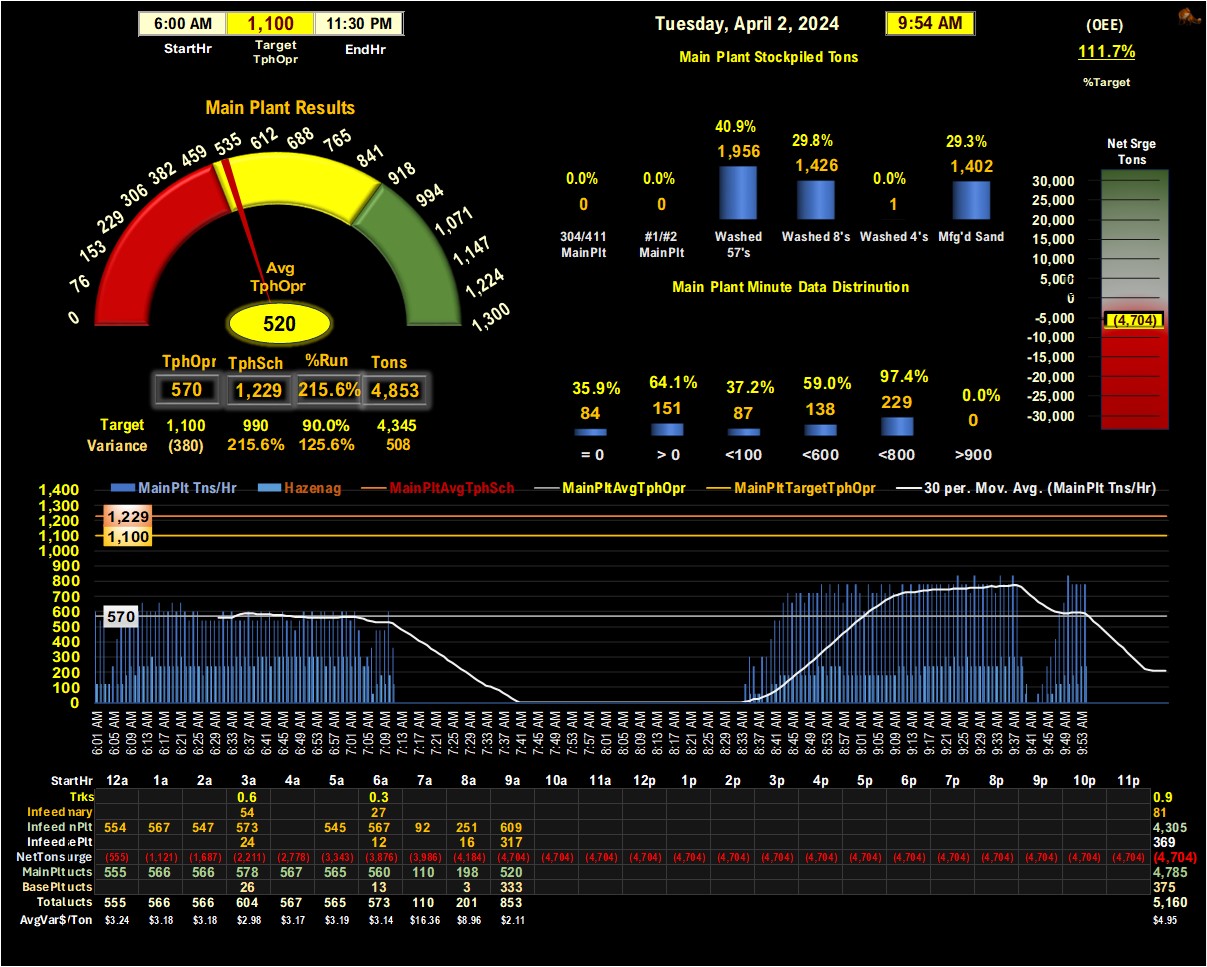 6:00 AM 1,100 11:30 PM
StartHr Target TphOpr EndHr
Tuesday, April 2, 2024
9:54 AM
(OEE)
111.7%
%Target
Main Plant Stockpiled Tons
Main Plant Results
0 76 153 229 306 382 459 535 612 688 765 841 918 994 1,071 1,147 1,224 1,300
Avg
TphOpr
520
TphOpr TphSch %Run Tons
570 1,229 215.6% 4,853
Target 1,100 990 90.0% 4,345
Variance (380) 215.6% 125.6% 508
0.0% 0.0% 40.9% 29.8% 0.0% 29.3%
0 0 1,956 1,426 1 1,402
304/411 MainPlt #1/#2 MainPlt Washed 57's Washed 8's Washed 4's Mfg'd Sand
Main Plant Minute Data Distrinution
35.9% 64.1% 37.2% 59.0% 97.4% 0.0%
84 151 87 138 229 0
= 0 > 0 <100 <600 <800 >900
Net Srge
Tons
30,000
25,000
20,000
15,000
10,000
5,000
0
-5,000
(4,704)
-10,000
-15,000
-20,000
-25,000
-30,000
MainPlt Tns/Hr Hazenag MainPltAvgTphSch MainPltAvgTphOpr MainPltTargetTphOpr 30 per. Mov. Avg. (MainPlt Tns/Hr)
1,400
1,300
1,200
1,100
1,000
900
800
700
600
500
400
300
200
100
0
1,229
1,100
570
6:01 AM 6:05 AM 6:09 AM 6:13 AM 6:17 AM 6:21 AM 6:25 AM 6:29 AM 6:33 AM 6:37 AM 6:41 AM 6:45 AM 6:49 AM 6:53 AM 6:57 AM 7:01 AM 7:05 AM 7:09 AM 7:13 AM 7:17 AM 7:21 AM 7:25 AM 7:29 AM 7:33 AM 7:37 AM 7:41 AM 7:45 AM 7:49 AM 7:53 AM 7:57 AM 8:01 AM 8:05 AM 8:09 AM 8:13 AM 8:17 AM 8:21 AM 8:25 AM 8:29 AM 8:33 AM 8:37 AM 8:41 AM 8:45 AM 8:49 AM 8:53 AM 8:57 AM 9:01 AM 9:05 AM 9:09 AM 9:13 AM 9:17 AM 9:21 AM 9:25 AM 9:29 AM 9:33 AM 9:37 AM 9:41 AM 9:45 AM 9:49 AM 9:53 AM
StartHr 12a 1a 2a 3a 4a 5a 6a 7a 8a 9a 10a 11a 12p 1p 2p 3p 4p 5p 6p 7p 8p 9p 10p 11p
Trks 0.6 0.3 0.9
Infeed mary 54 27 81
Infeed nPlt 554 567 547 573 545 567 92 251 609 4,305
Infeed ePlt 24 12 16 317 369
NetTons urge (555) (1,121) (1,687) (2,211) (2,778) (3,343) (3,876) (3,986) (4,184) (4,704) (4,704) (4,704) (4,704) (4,704) (4,704) (4,704) (4,704) (4,704) (4,704) (4,704) (4,704) (4,704) (4,704) (4,704) (4,704)
MainPlt ucts 555 566 566 578 567 565 560 110 198 520 4,785
BasePlt ucts 26 13 3 333 375
Total ucts 555 566 566 604 567 565 573 110 201 853 5,160
AvgVar$/Ton $3.24 $3.18 $3.18 $2.98 $3.17 $3.19 $3.14 $16.36 $8.96 $2.11 $4.95